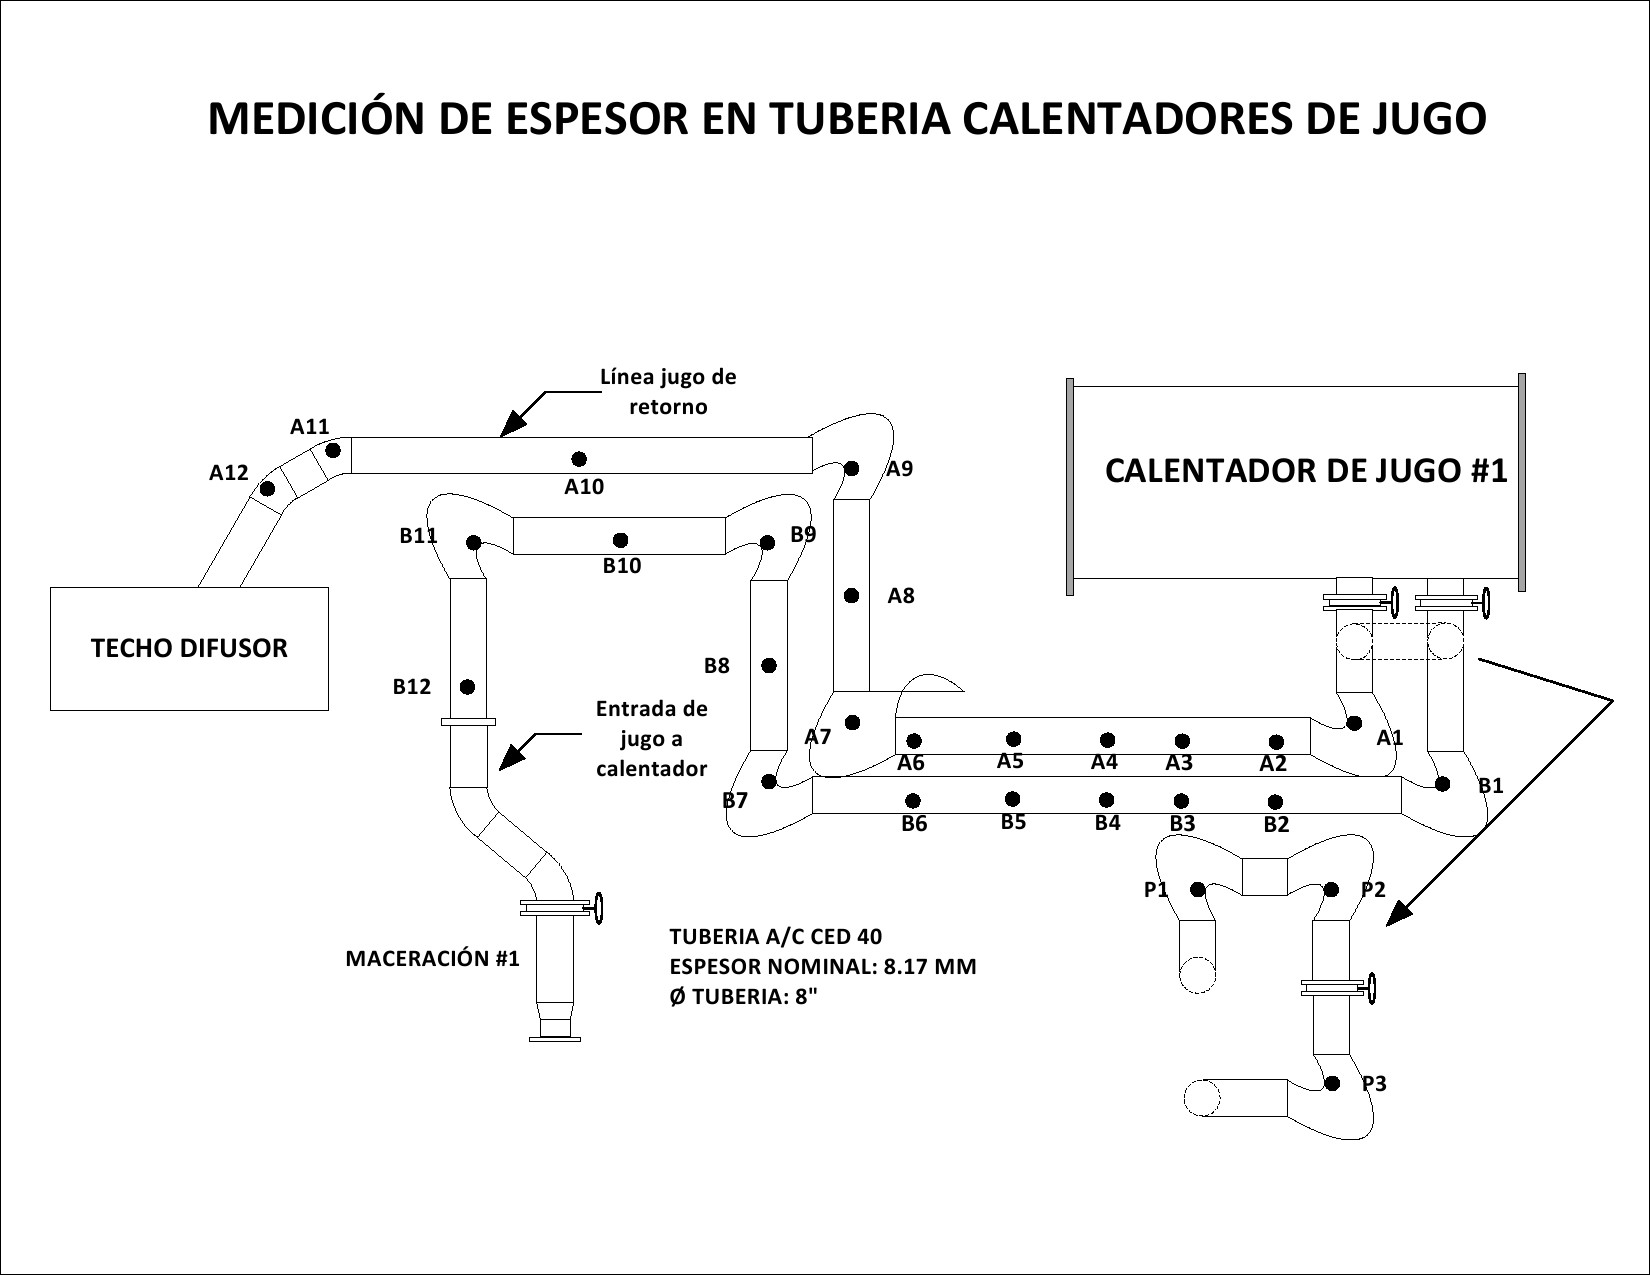 MEDICIÓN DE ESPESOR EN TUBERIA CALENTADORES DE JUGO
Línea jugo de
retorno
A11
A12
A10
A9
CALENTADOR DE JUGO #1
B11
B10
B9
A8
TECHO DIFUSOR
B12
B8
Entrada de
jugo a
calentador
A7
A6
A5
A4
A3
A2
A1
B7
B6
B5
B4
B3
B2
B1
P1
P2
MACERACIÓN #1
TUBERIA A/C CED 40
ESPESOR NOMINAL: 8.17 MM
Ø TUBERIA: 8"
P3